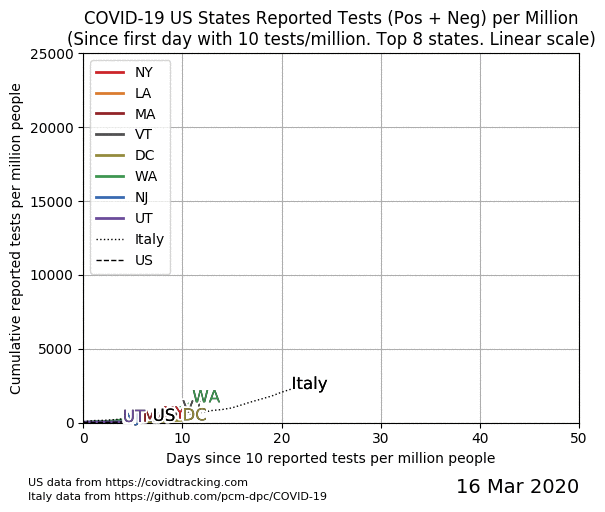 COVID-19 US States Reported Tests (Pos + Neg) per Million
(Since first day with 10 tests/million. Top 8 states. Linear scale)
Cumulative reported tests per million people
25000
20000
15000
10000
5000
0
NY
LA
MA
VT
DC
WA
NJ
UT
Italy
US
Italy
WA
UT
US
DC
0 10 20 30 40 50
Days since 10 reported tests per million people
US data from https://covidtracking.com
Italy data from https://github.com/pcm-dpc/COVID-19
16 Mar 2020